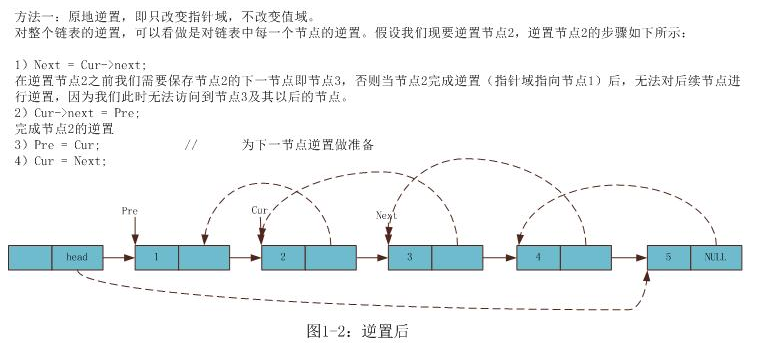 方法一：原地逆置，即只改变指针域，不改变值域。
对整个链表的逆置，可以看做是对链表中每一个节点的逆置。假设我们现要逆置节点2，逆置节点2的步骤如下所示：
1）Next = Cur->next;
在逆置节点2之前我们需要保存节点2的下一节点即节点3，否则当节点2完成逆置（指针域指向节点1）后，无法对后续节点进
行逆置，因为我们此时无法访问到节点3及其以后的节点。
2）Cur->next = Pre;
完成节点2的逆置
3）Pre = Cur; // 为下一节点逆置做准备
4）Cur = Next;
Pre Cur Next
head 1 2 3 4 5 NULL
图1-2：逆置后